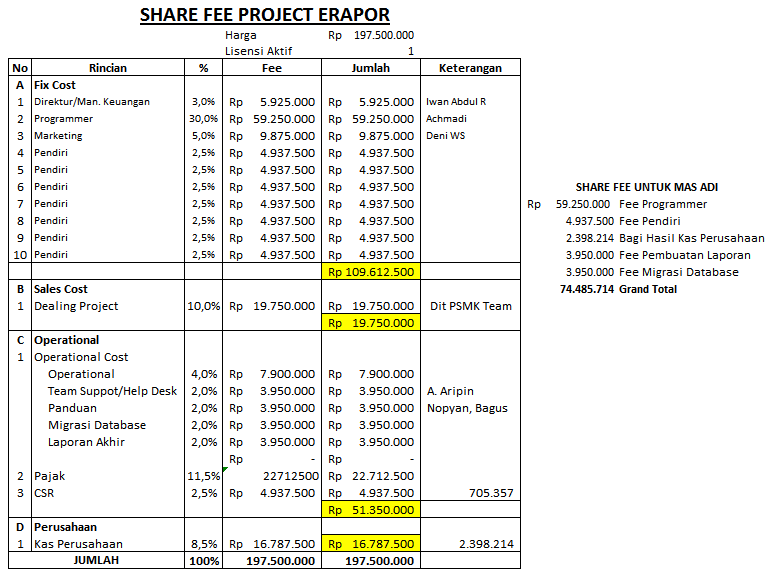 SHARE FEE PROJECT ERAPOR
Harga Rp 197.500.000
Lisensi Aktif 1
No Rincian % Fee Jumlah Keterangan
A Fix Cost
1 Direktur/Man. Keuangan 3,0% Rp 5.925.000 Rp 5.925.000 Iwan Abdul R
2 Programmer 30,0% Rp 59.250.000 Rp 59.250.000 Achmadi
3 Marketing 5,0% Rp 9.875.000 Rp 9.875.000 Deni WS
4 Pendiri 2,5% Rp 4.937.500 Rp 4.937.500
5 Pendiri 2,5% Rp 4.937.500 Rp 4.937.500
6 Pendiri 2,5% Rp 4.937.500 Rp 4.937.500
7 Pendiri 2,5% Rp 4.937.500 Rp 4.937.500
8 Pendiri 2,5% Rp 4.937.500 Rp 4.937.500
9 Pendiri 2,5% Rp 4.937.500 Rp 4.937.500
10 Pendiri 2,5% Rp 4.937.500 Rp 4.937.500
Rp 109.612.500
B Sales Cost
1 Dealing Project 10,0% Rp 19.750.000 Rp 19.750.000 Dit PSMK Team
Rp 19.750.000
C Operational
1 Operational Cost
Operational 4,0% Rp 7.900.000 Rp 7.900.000
Team Suppot/Help Desk 2,0% Rp 3.950.000 Rp 3.950.000 A. Aripin
Panduan 2,0% Rp 3.950.000 Rp 3.950.000 Nopyan, Bagus
Migrasi Database 2,0% Rp 3.950.000 Rp 3.950.000
Laporan Akhir 2,0% Rp 3.950.000 Rp 3.950.000
Rp - Rp -
2 Pajak 11,5% 22712500 Rp 22.712.500
3 CSR 2,5% Rp 4.937.500 Rp 4.937.500 705.357
Rp 51.350.000
D Perusahaan
1 Kas Perusahaan 8,5% Rp 16.787.500 Rp 16.787.500 2.398.214
JUMLAH 100% 197.500.000 197.500.000
SHARE FEE UNTUK MAS ADI
Rp 59.250.000 Fee Programmer
4.937.500 Fee Pendiri
2.398.214 Bagi Hasil Kas Perusahaan
3.950.000 Fee Pembuatan Laporan
3.950.000 Fee Migrasi Database
74.485.714 Grand Total